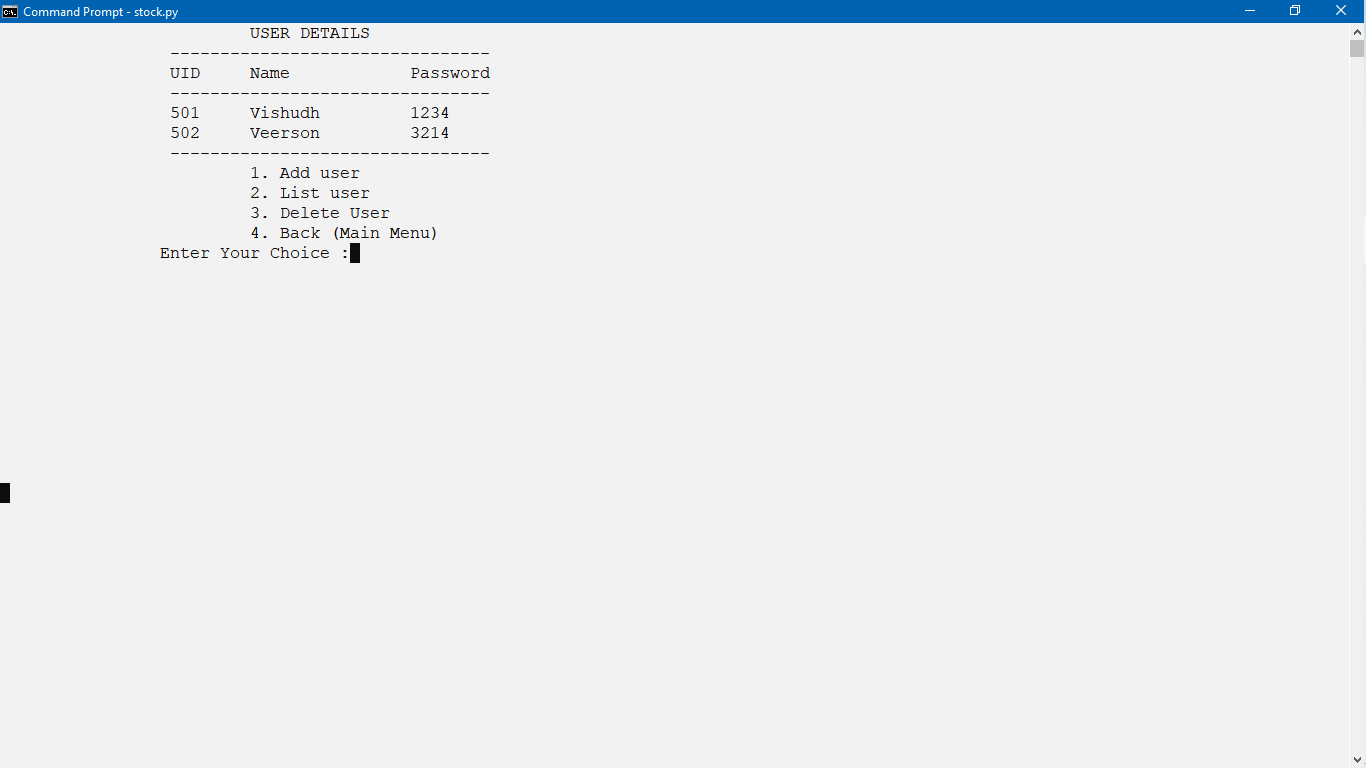 Command Prompt - stock.py
USER DETAILS
--------------------------------
UID Name Password
--------------------------------
501 Vishudh 1234
502 Veerson 3214
--------------------------------
1. Add user
2. List user
3. Delete User
4. Back (Main Menu)
Enter Your Choice :